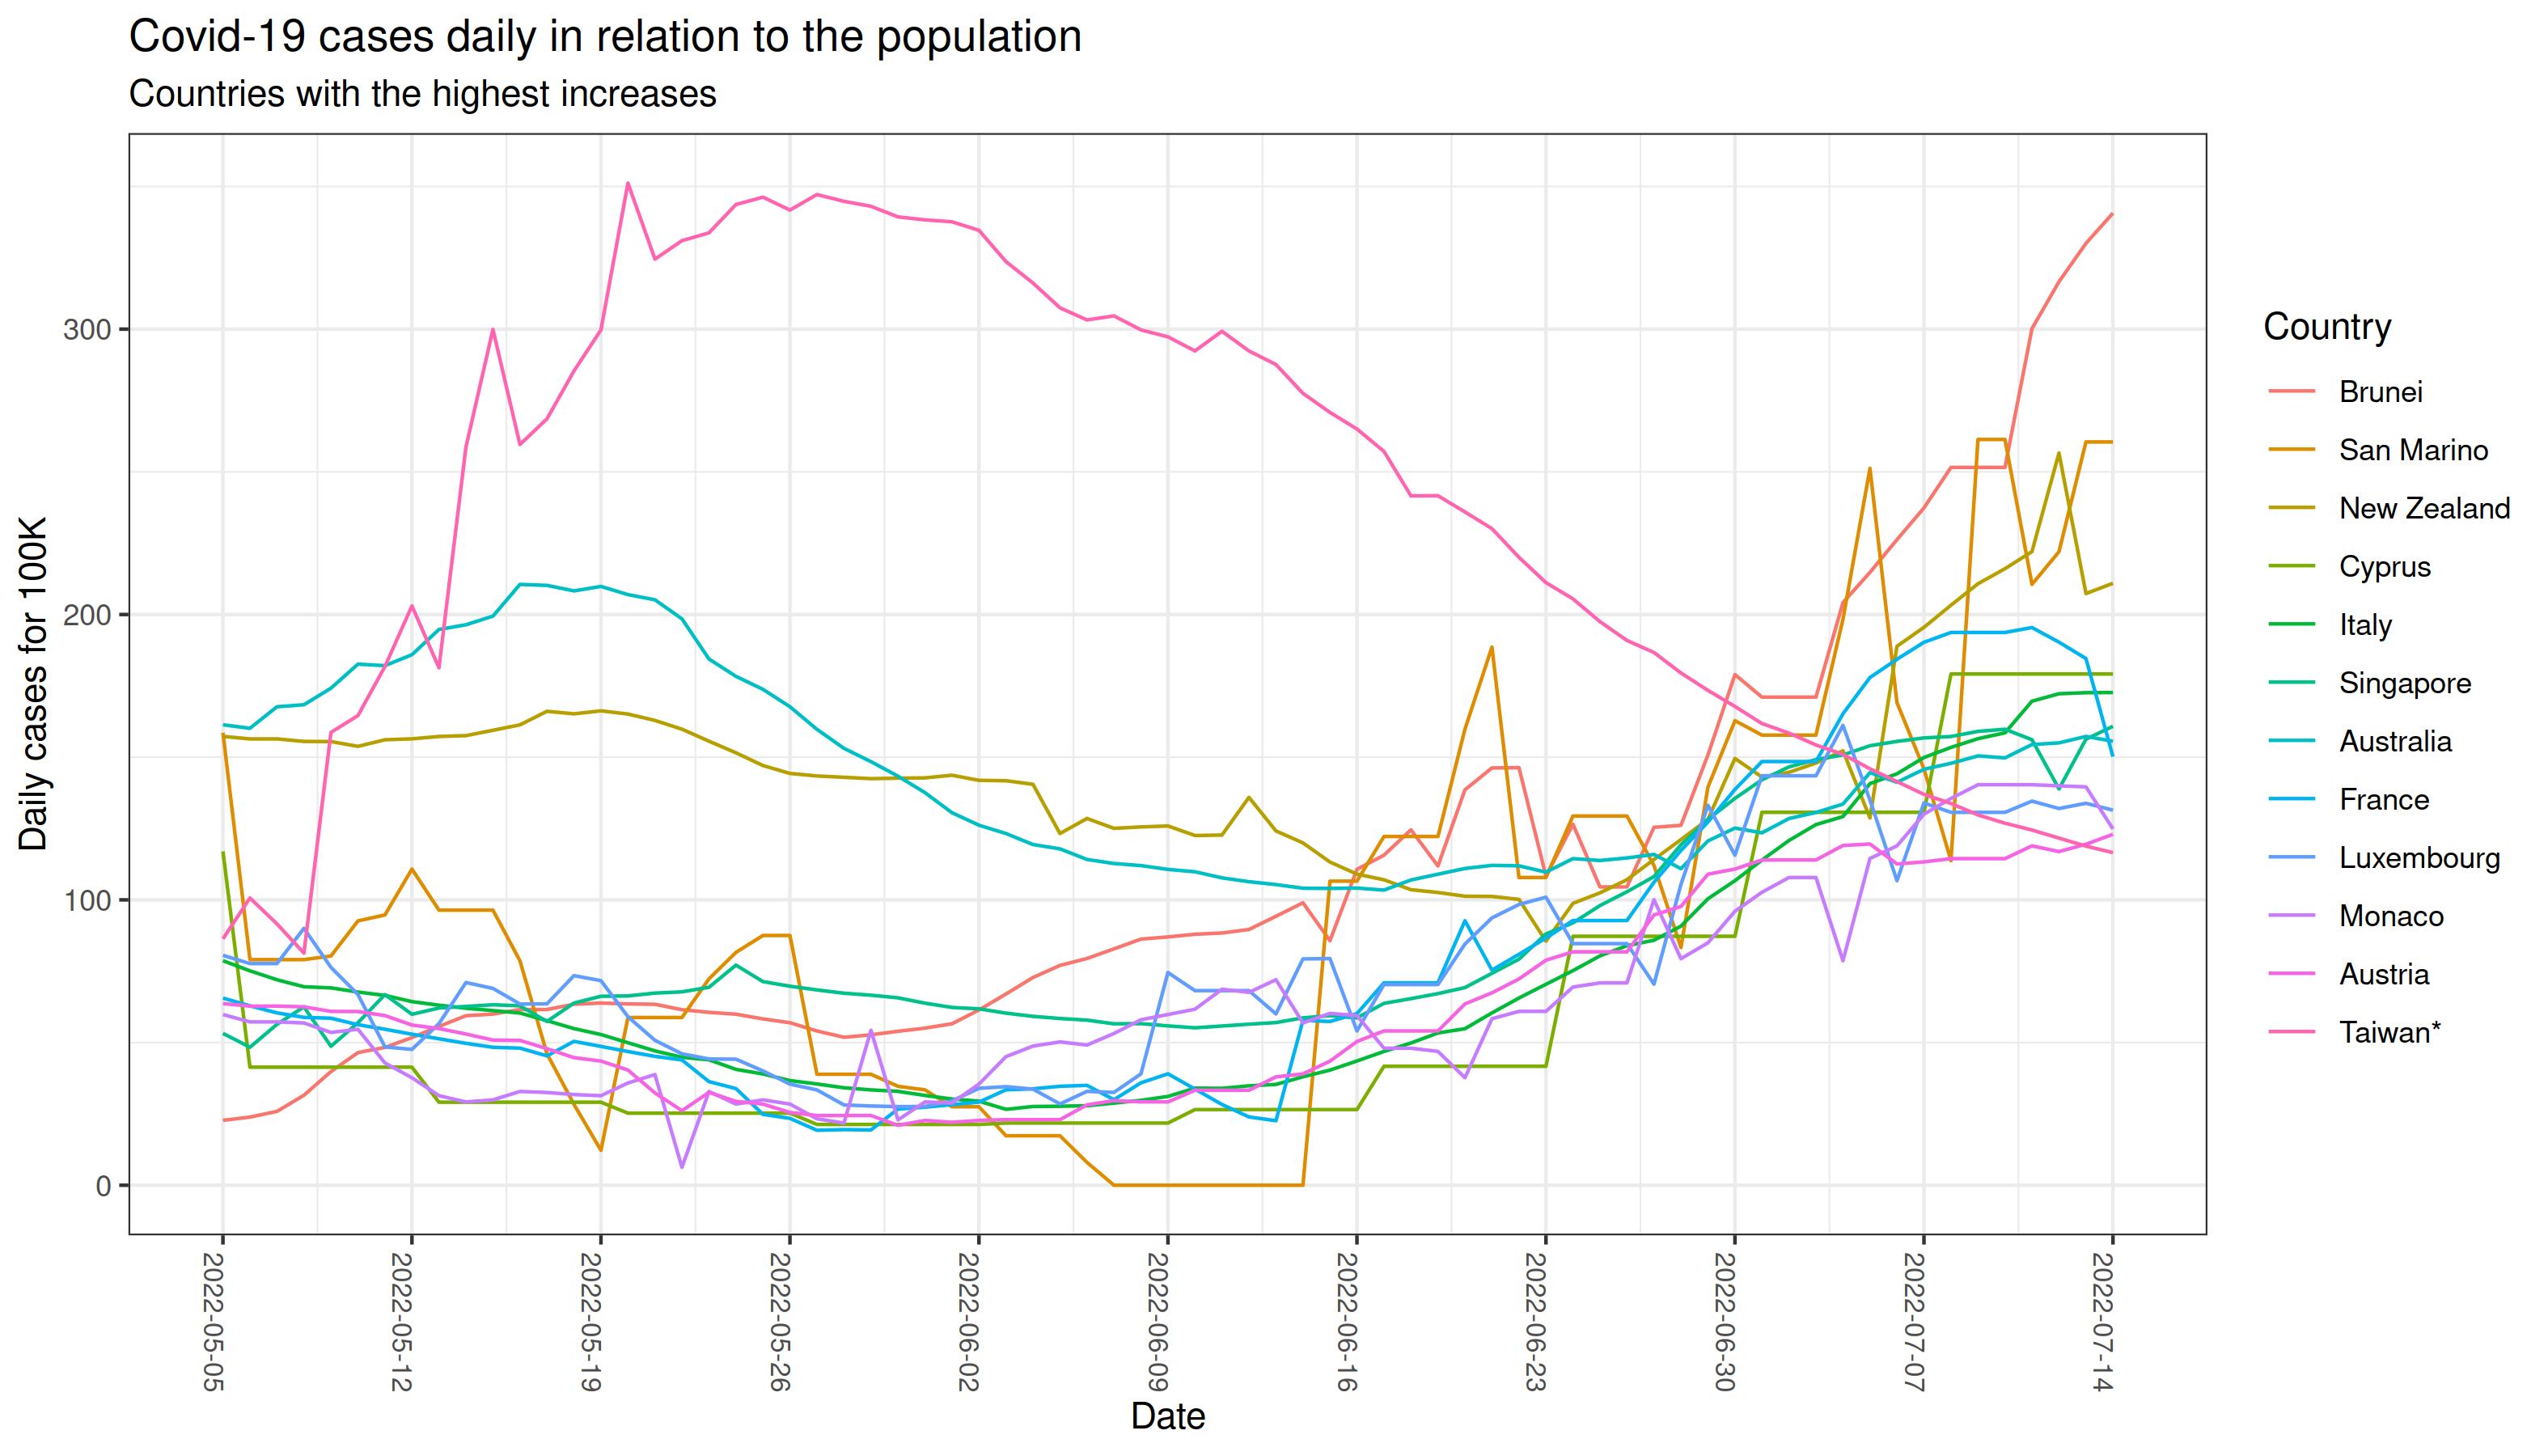 Covid-19 cases daily in relation to the population
Countries with the highest increases
Daily cases for 100K
300
200
100
0
2022-05-05
2022-05-12
2022-05-19
2022-05-26
2022-06-02
2022-06-09
2022-06-16
2022-06-23
2022-06-30
2022-07-07
2022-07-14
Date
Country
Brunei
San Marino
New Zealand
Cyprus
Italy
Singapore
Australia
France
Luxembourg
Monaco
Austria
Taiwan*